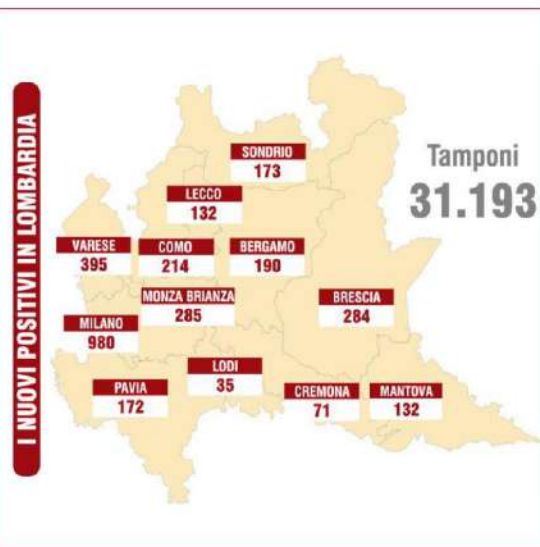 I NUOVI POSITIVI IN LOMBARDIA
Tamponi
31.193
SONDRIO
173
LECCO
132
VARESE
395
COMO
214
BERGAMO
190
MONZA BRIANZA
285
BRESCIA
284
MILANO
980
LODI
35
PAVIA
172
CREMONA
71
MANTOVA
132